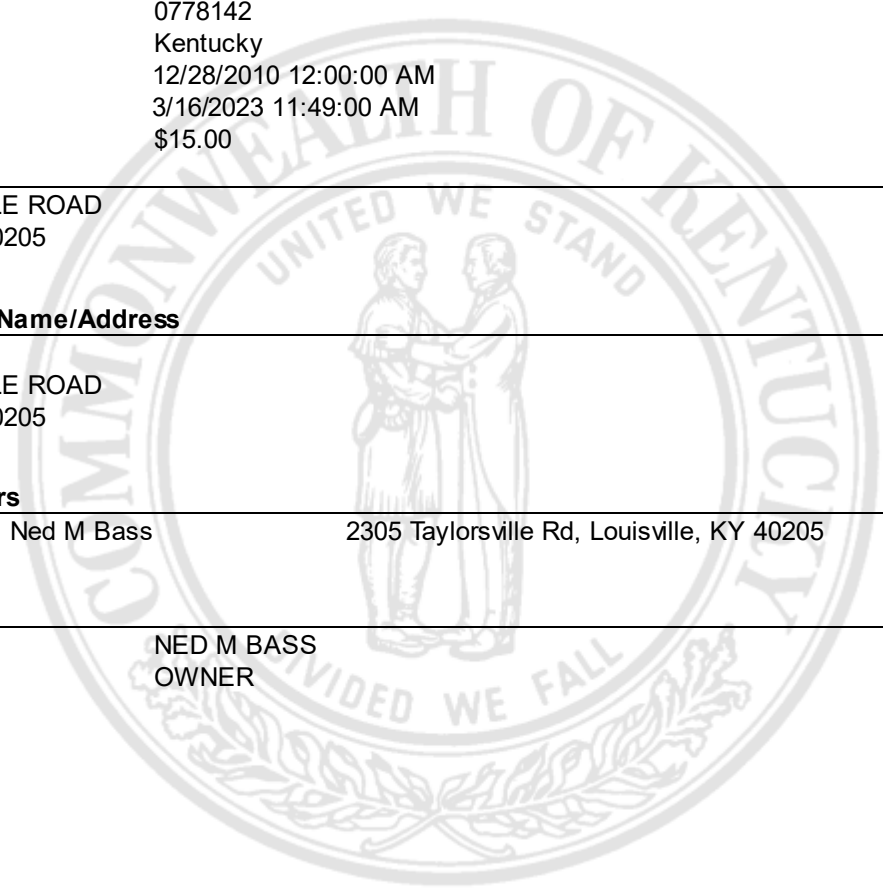 0778142
Kentucky
12/28/2010 12:00:00 AM
3/16/2023 11:49:00 AM
$15.00
LE ROAD
0205
Name/Address
LE ROAD
0205
rs
Ned M Bass 2305 Taylorsville Rd, Louisville, KY 40205
NED M BASS
OWNER
COMMONWEALTH OF KENTUCKY
UNITED WE STAND
DIVIDED WE FALL